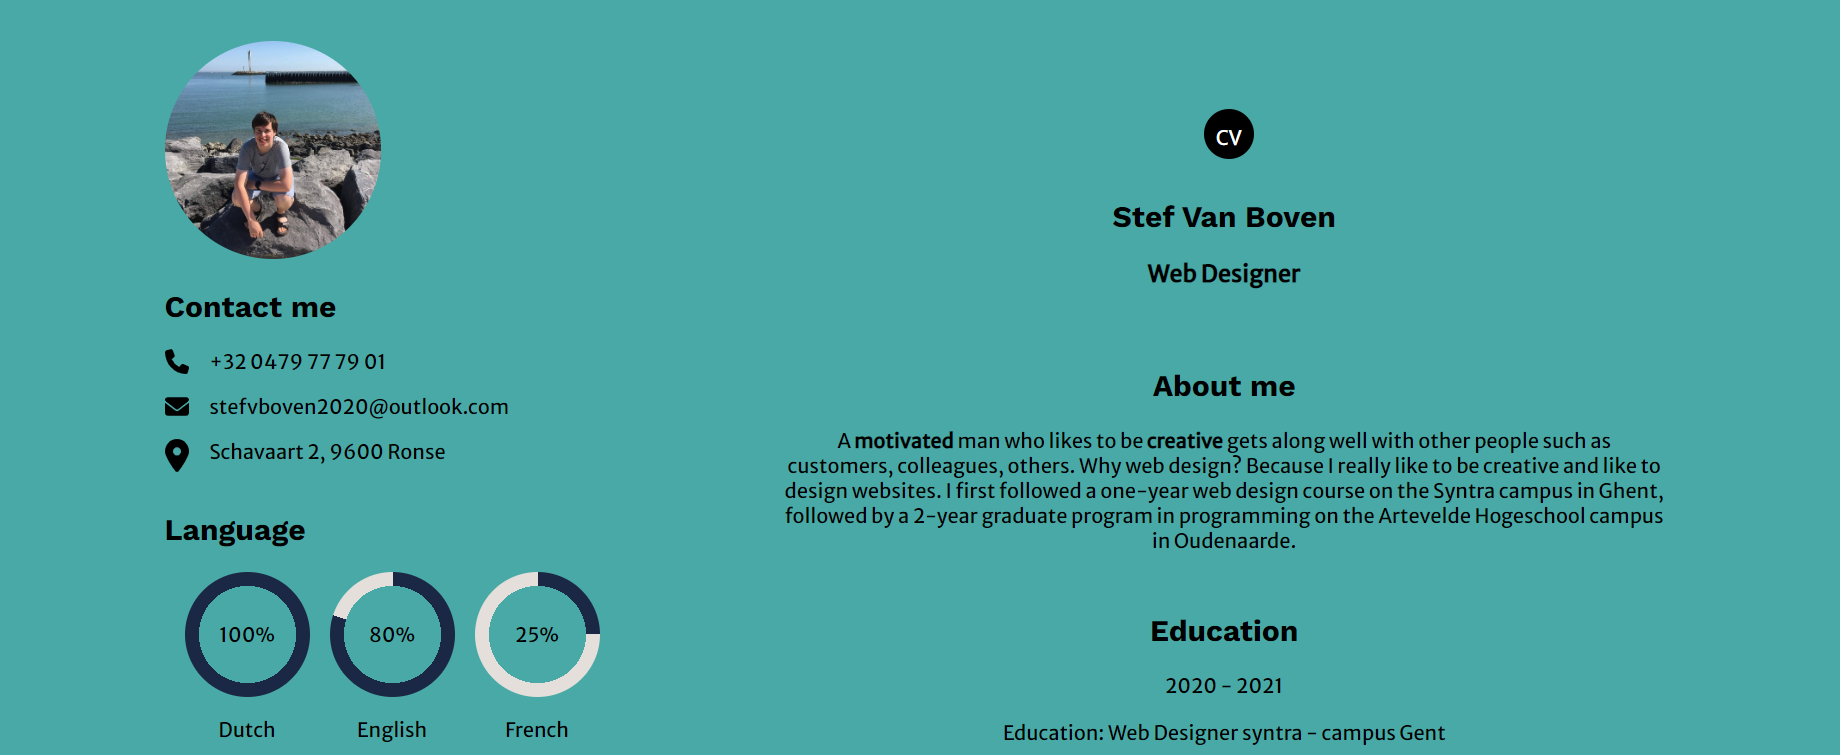 Contact me
+32 0479 77 79 01
stefvboven2020@outlook.com
Schavaart 2, 9600 Ronse
Language
100%
80%
25%
Dutch
English
French
CV
Stef Van Boven
Web Designer
About me
A motivated man who likes to be creative gets along well with other people such as
customers, colleagues, others. Why web design? Because I really like to be creative and like to
design websites. I first followed a one-year web design course on the Syntra campus in Ghent,
followed by a 2-year graduate program in programming on the Artevelde Hogeschool campus
in Oudenaarde.
Education
2020 - 2021
Education: Web Designer syntra - campus Gent